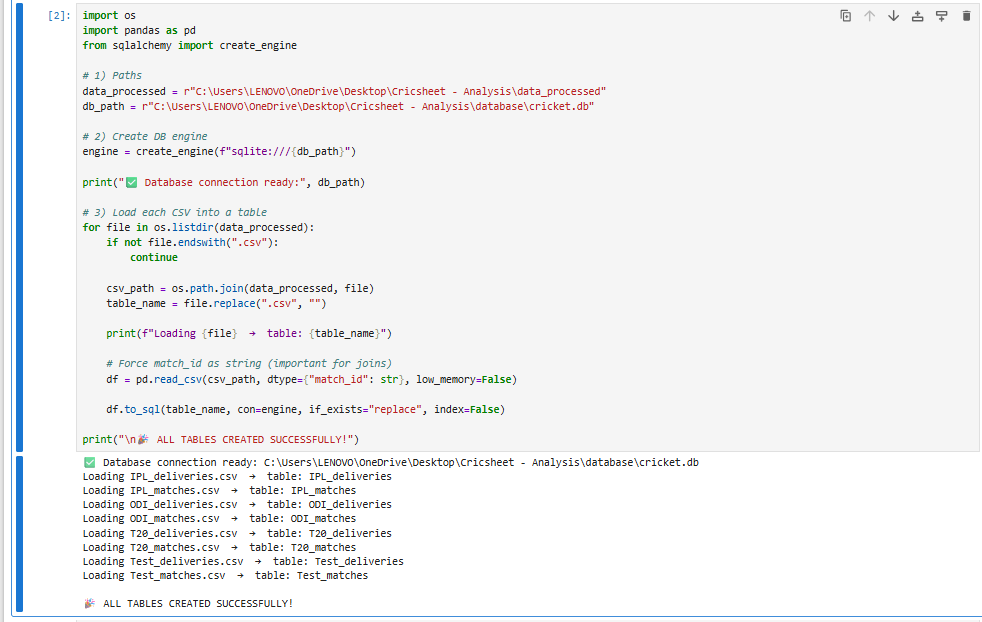 [2]: import os
import pandas as pd
from sqlalchemy import create_engine
# 1) Paths
data_processed = r"C:\Users\LENOVO\OneDrive\Desktop\Cricsheet - Analysis\data_processed"
db_path = r"C:\Users\LENOVO\OneDrive\Desktop\Cricsheet - Analysis\database\cricket.db"
# 2) Create DB engine
engine = create_engine(f"sqlite:///{db_path}")
print("✅ Database connection ready:", db_path)
# 3) Load each CSV into a table
for file in os.listdir(data_processed):
    if not file.endswith(".csv"):
        continue
    csv_path = os.path.join(data_processed, file)
    table_name = file.replace(".csv", "")
    print(f"Loading {file}  →  table: {table_name}")
    # Force match_id as string (important for joins)
    df = pd.read_csv(csv_path, dtype={"match_id": str}, low_memory=False)
    df.to_sql(table_name, con=engine, if_exists="replace", index=False)
print("\n🎉 ALL TABLES CREATED SUCCESSFULLY!")
✅ Database connection ready: C:\Users\LENOVO\OneDrive\Desktop\Cricsheet - Analysis\database\cricket.db
Loading IPL_deliveries.csv  →  table: IPL_deliveries
Loading IPL_matches.csv  →  table: IPL_matches
Loading ODI_deliveries.csv  →  table: ODI_deliveries
Loading ODI_matches.csv  →  table: ODI_matches
Loading T20_deliveries.csv  →  table: T20_deliveries
Loading T20_matches.csv  →  table: T20_matches
Loading Test_deliveries.csv  →  table: Test_deliveries
Loading Test_matches.csv  →  table: Test_matches
🎉 ALL TABLES CREATED SUCCESSFULLY!